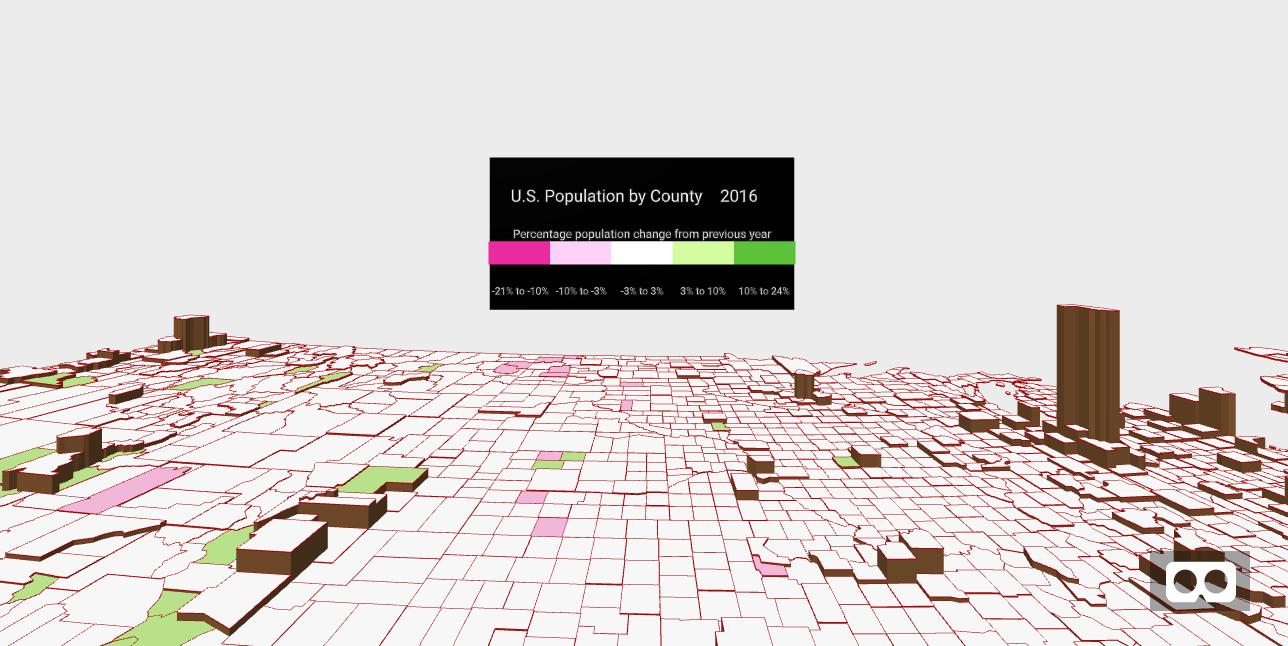 U.S. Population by County 2016
Percentage population change from previous year
-21% to -10% -10% to -3% -3% to 3% 3% to 10% 10% to 24%